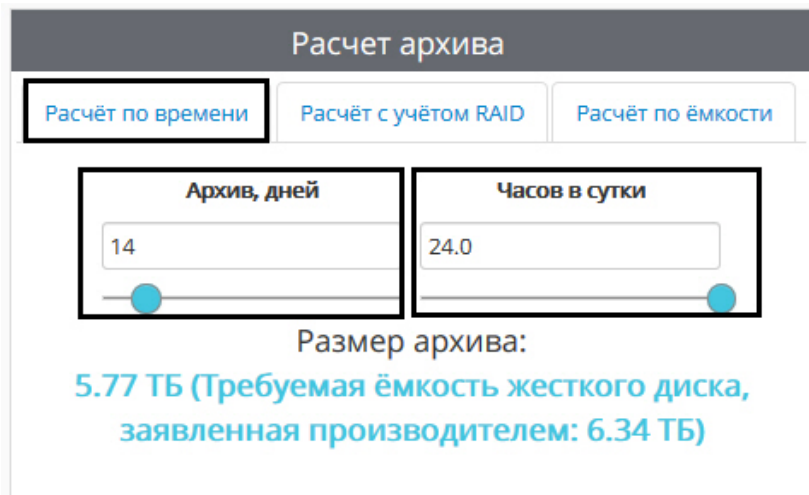 Расчет архива
Расчёт по времени Расчёт с учётом RAID Расчёт по ёмкости
Архив, дней Часов в сутки
14 24.0
Размер архива:
5.77 ТБ (Требуемая ёмкость жесткого диска,
заявленная производителем: 6.34 ТБ)